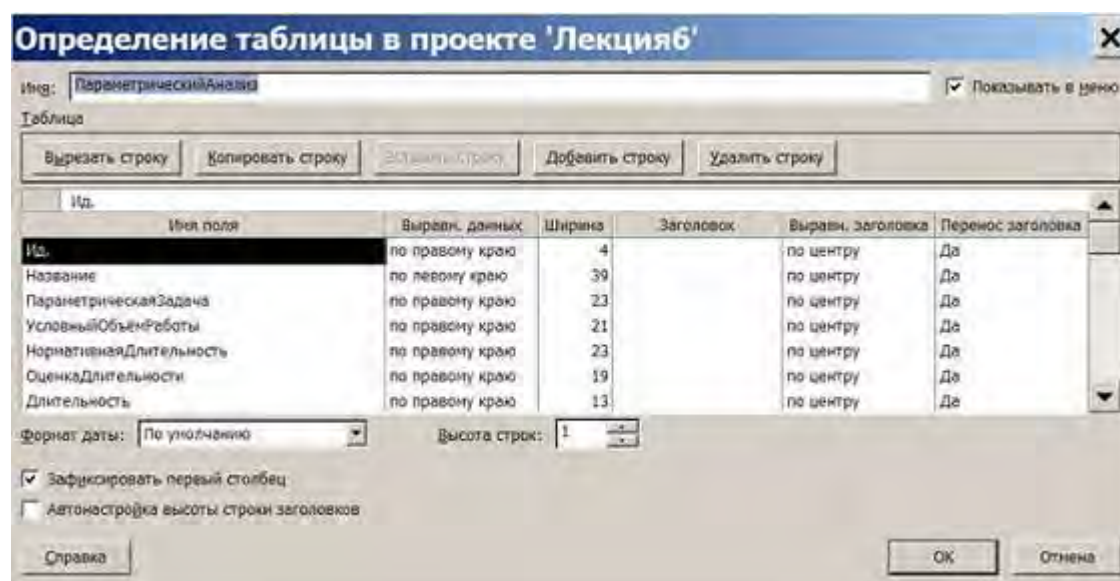 Определение таблицы в проекте 'Лекция6'
Имя: ПараметрическийАнализ Показывать в меню
Таблица
Вырезать строку Копировать строку Вставить строку Добавить строку Удалить строку
Ид.
Имя поля Выравн. данных Ширина Заголовок Выравн. заголовка Перенос заголовка
Ид. по правому краю 4 по центру Да
Название по левому краю 39 по центру Да
ПараметрическаяЗадача по правому краю 23 по центру Да
УсловныйОбъемРаботы по правому краю 21 по центру Да
НормативнаяДлительность по правому краю 23 по центру Да
ОценкаДлительности по правому краю 19 по центру Да
Длительность по правому краю 13 по центру Да
Формат даты: По умолчанию Высота строк: 1
Зафиксировать первый столбец
Автонастройка высоты строки заголовков
Справка ОК Отмена